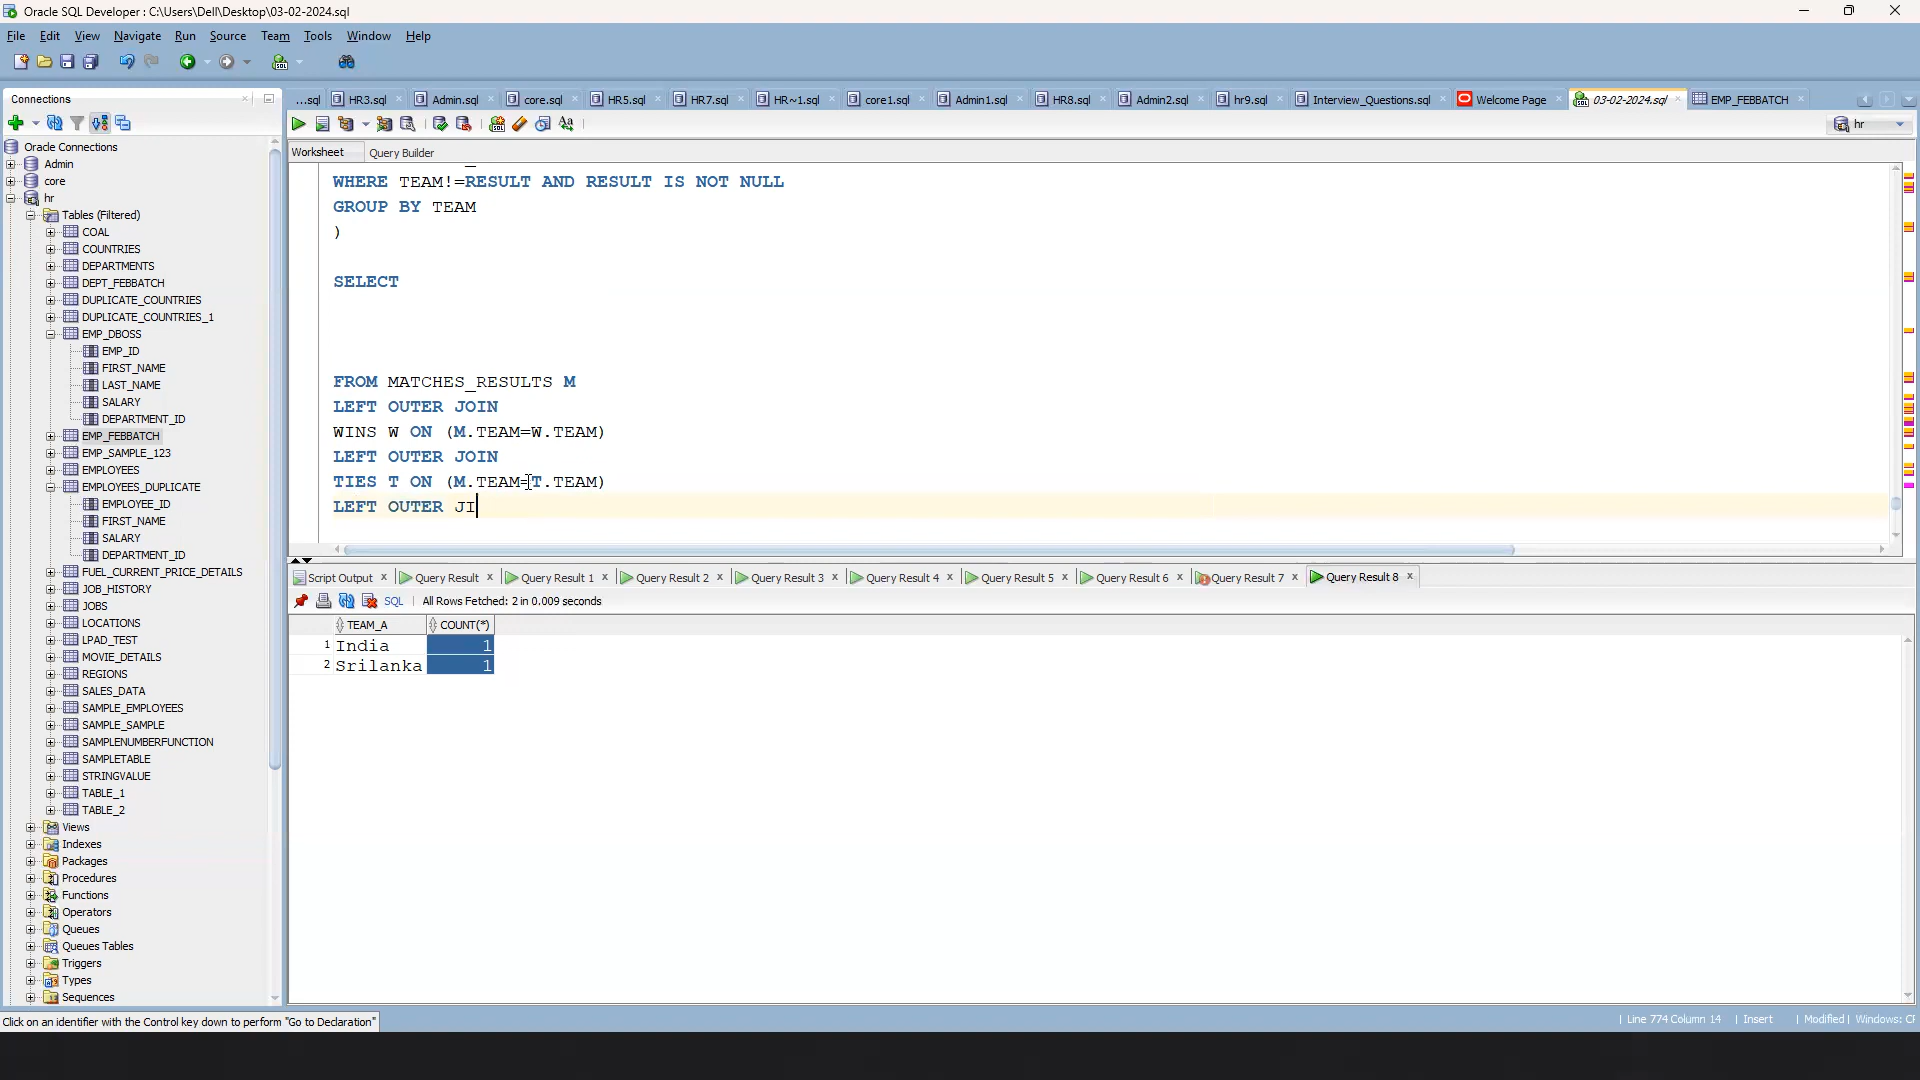 Oracle SQL Developer : C:\Users\Dell\Desktop\03-02-2024.sql
File Edit View Navigate Run Source Team Tools Window Help
Connections
...sql HR3.sql Admin.sql core.sql HR5.sql HR7.sql HR~1.sql core1.sql Admin1.sql HR8.sql Admin2.sql hr9.sql Interview_Questions.sql Welcome Page 03-02-2024.sql EMP_FEBBATCH
hr
Worksheet Query Builder
Oracle Connections
Admin
core
hr
Tables (Filtered)
COAL
COUNTRIES
DEPARTMENTS
DEPT_FEBBATCH
DUPLICATE_COUNTRIES
DUPLICATE_COUNTRIES_1
EMP_DBOSS
EMP_ID
FIRST_NAME
LAST_NAME
SALARY
DEPARTMENT_ID
EMP_FEBBATCH
EMP_SAMPLE_123
EMPLOYEES
EMPLOYEES_DUPLICATE
EMPLOYEE_ID
FIRST_NAME
SALARY
DEPARTMENT_ID
FUEL_CURRENT_PRICE_DETAILS
JOB_HISTORY
JOBS
LOCATIONS
LPAD_TEST
MOVIE_DETAILS
REGIONS
SALES_DATA
SAMPLE_EMPLOYEES
SAMPLE_SAMPLE
SAMPLENUMBERFUNCTION
SAMPLETABLE
STRINGVALUE
TABLE_1
TABLE_2
Views
Indexes
Packages
Procedures
Functions
Operators
Queues
Queues Tables
Triggers
Types
Sequences
WHERE TEAM!=RESULT AND RESULT IS NOT NULL
GROUP BY TEAM
)
SELECT
FROM MATCHES_RESULTS M
LEFT OUTER JOIN
WINS W ON (M.TEAM=W.TEAM)
LEFT OUTER JOIN
TIES T ON (M.TEAM=T.TEAM)
LEFT OUTER JI
Script Output Query Result Query Result 1 Query Result 2 Query Result 3 Query Result 4 Query Result 5 Query Result 6 Query Result 7 Query Result 8
SQL All Rows Fetched: 2 in 0.009 seconds
TEAM_A COUNT(*)
1 India 1
2 Srilanka 1
Click on an identifier with the Control key down to perform "Go to Declaration"
Line 774 Column 14 Insert Modified Windows: CF